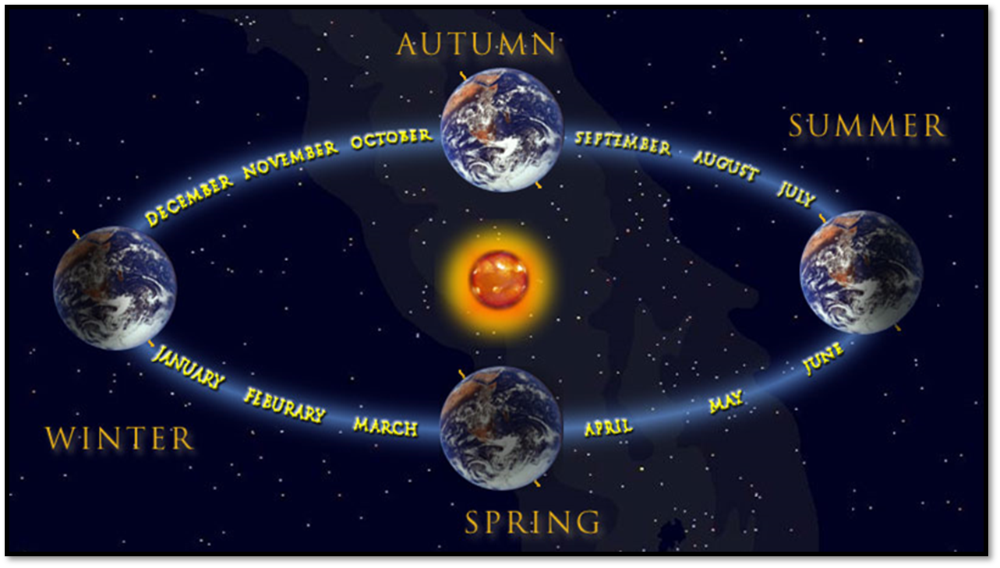 AUTUMN
SUMMER
OCTOBER
SEPTEMBER
NOVEMBER
AUGUST
DECEMBER
JULY
JANUARY
JUNE
FEBURARY
MAY
MARCH
APRIL
WINTER
SPRING